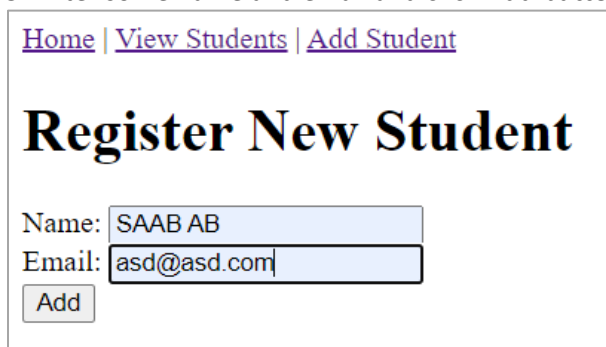 Home | View Students | Add Student
Register New Student
Name: SAAB AB
Email: asd@asd.com
Add